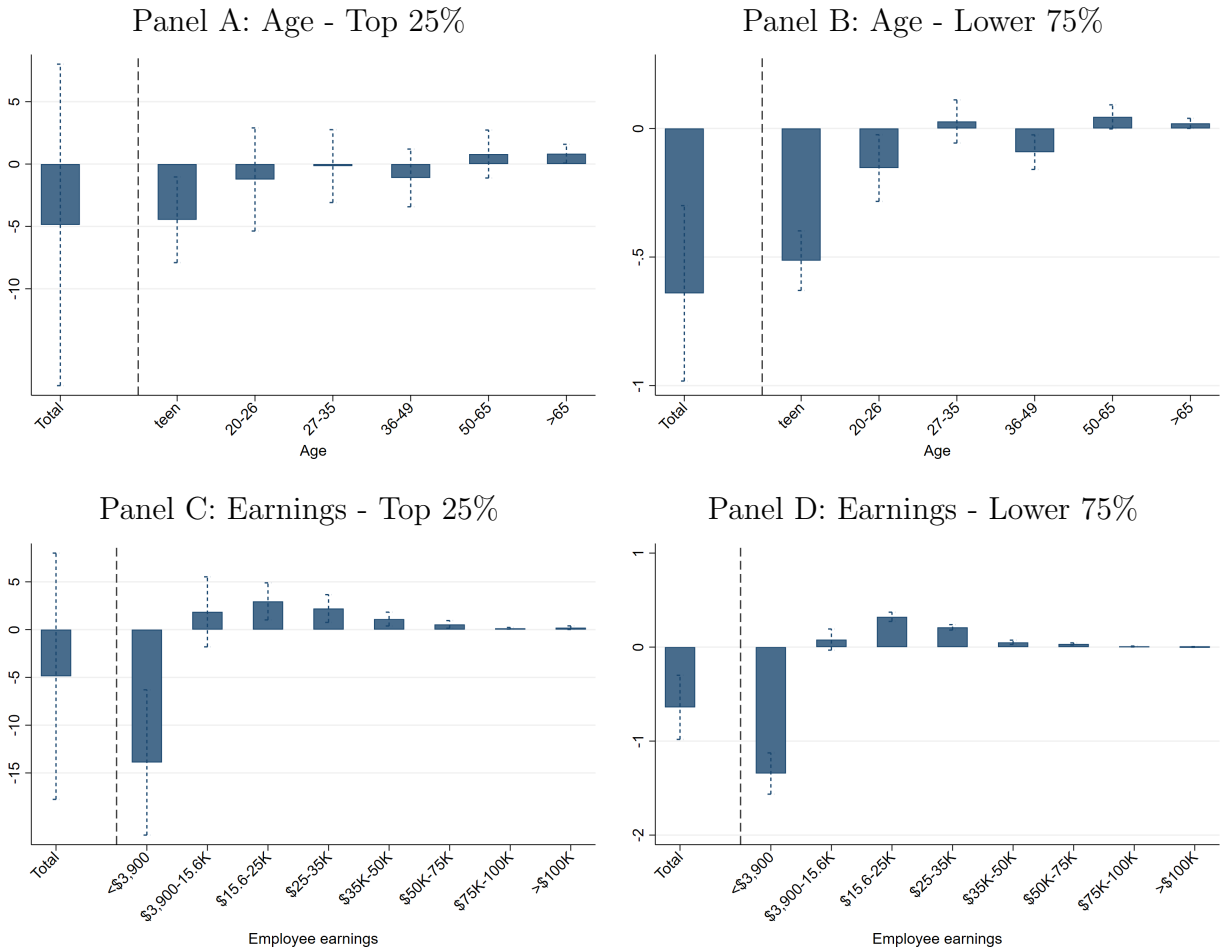 Panel A: Age - Top 25%
5
0
-5
-10
Total
teen
20-26
27-35
36-49
50-65
>65
Age
Panel B: Age - Lower 75%
0
-.5
-1
Total
teen
20-26
27-35
36-49
50-65
>65
Age
Panel C: Earnings - Top 25%
5
0
-5
-10
-15
Total
<$3,900
$3,900-15.6K
$15.6-25K
$25-35K
$35K-50K
$50K-75K
$75K-100K
>$100K
Employee earnings
Panel D: Earnings - Lower 75%
1
0
-1
-2
Total
<$3,900
$3,900-15.6K
$15.6-25K
$25-35K
$35K-50K
$50K-75K
$75K-100K
>$100K
Employee earnings